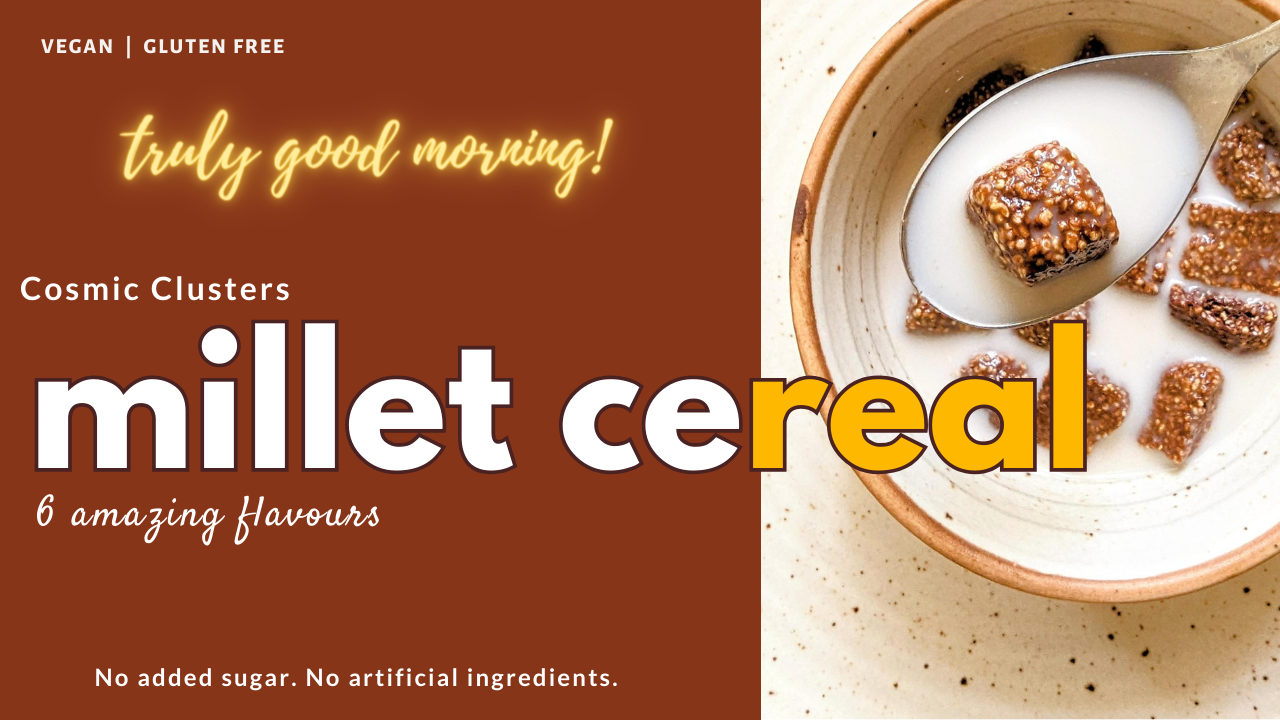 VEGAN | GLUTEN FREE
truly good morning!
Cosmic Clusters
millet cereal
6 amazing flavours
No added sugar. No artificial ingredients.